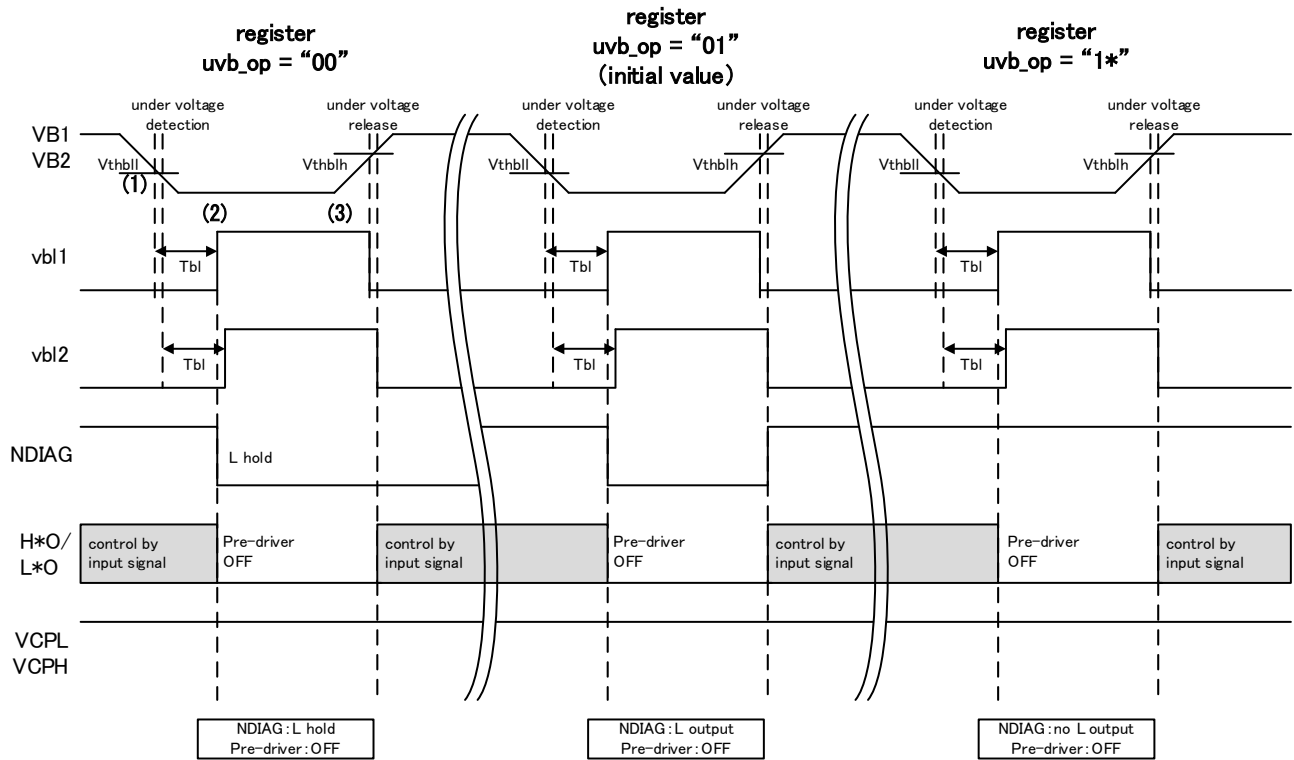 register
uvb_op = “00”
register
uvb_op = “01”
(initial value)
register
uvb_op = “1*”
under voltage
detection
under voltage
release
under voltage
detection
under voltage
release
under voltage
detection
under voltage
release
VB1
VB2
Vthbll
Vthblh
Vthbll
Vthblh
Vthbll
Vthblh
(1)
(2)
(3)
vbl1
Tbl
Tbl
Tbl
vbl2
Tbl
Tbl
Tbl
NDIAG
L hold
H*O/
L*O
control by
input signal
Pre-driver
OFF
control by
input signal
Pre-driver
OFF
control by
input signal
Pre-driver
OFF
control by
input signal
VCPL
VCPH
NDIAG:L hold
Pre-driver:OFF
NDIAG:L output
Pre-driver:OFF
NDIAG:no L output
Pre-driver:OFF